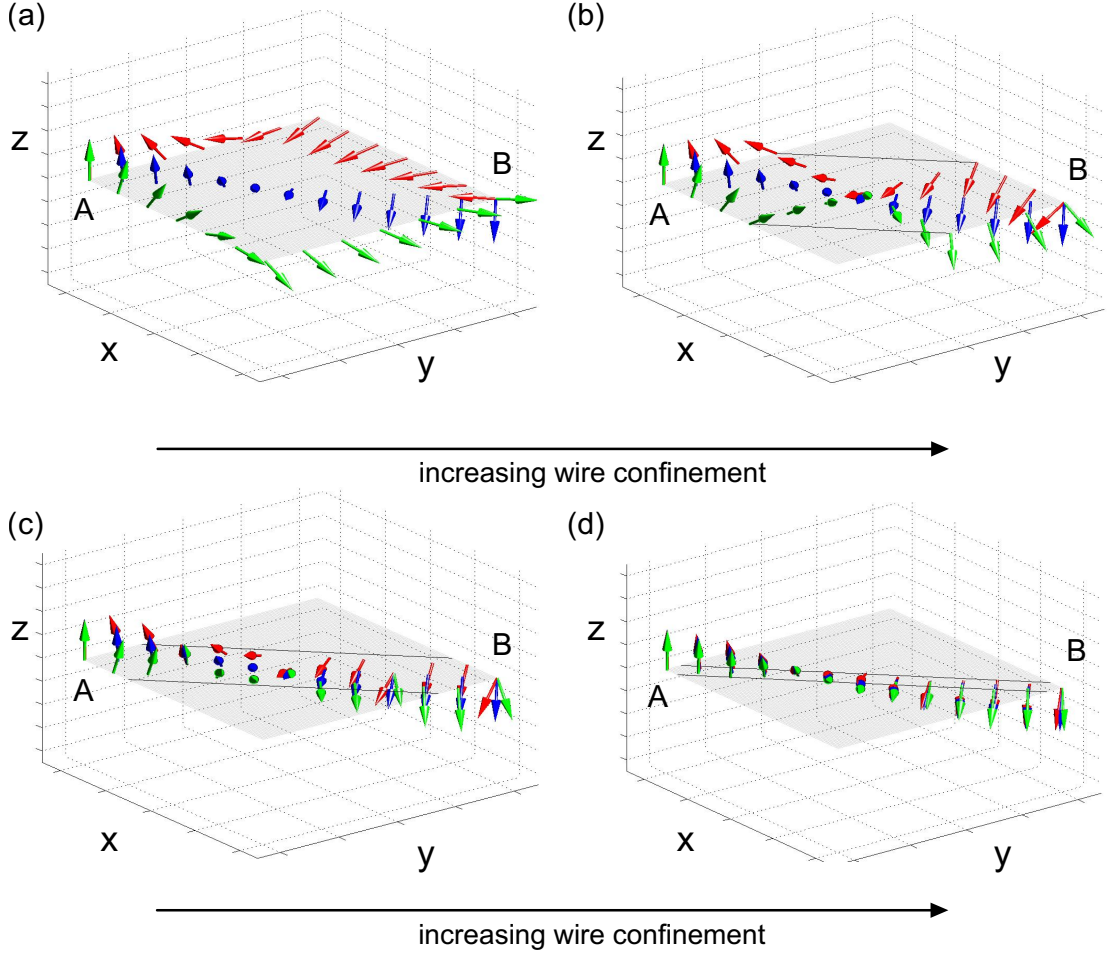 (a)
(b)
z
A
B
x
y
z
A
B
x
y
increasing wire confinement
(c)
(d)
z
A
B
x
y
z
A
B
x
y
increasing wire confinement